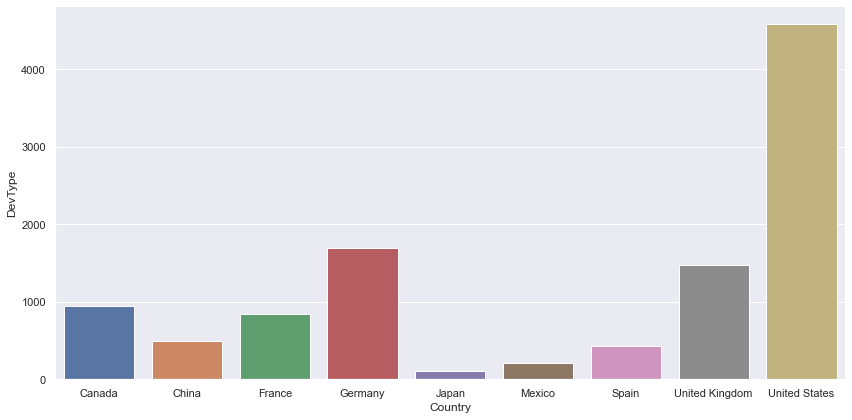 4000
3000
2000
1000
0
DevType
Canada China France Germany Japan Mexico Spain United Kingdom United States
Country